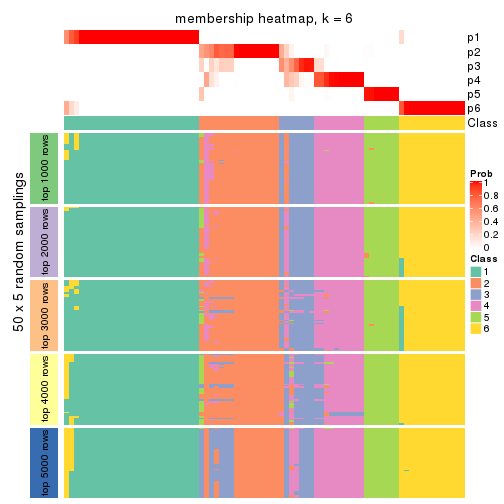 membership heatmap, k = 6
p1
p2
p3
p4
p5
p6
Class
50 x 5 random samplings
top 1000 rows
top 2000 rows
top 3000 rows
top 4000 rows
top 5000 rows
Prob
1
0.8
0.6
0.4
0.2
0
Class
1
2
3
4
5
6